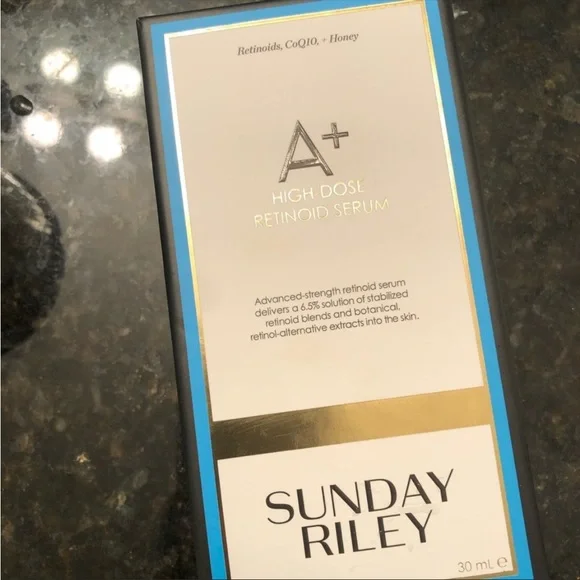 Retinoids, CoQ10, + Honey
A+
HIGH-DOSE
RETINOID SERUM
Advanced-strength retinoid serum
delivers a 6.5% solution of stabilized
retinoid blends and botanical,
retinol-alternative extracts into the skin.
SUNDAY
RILEY
30 mL ℮